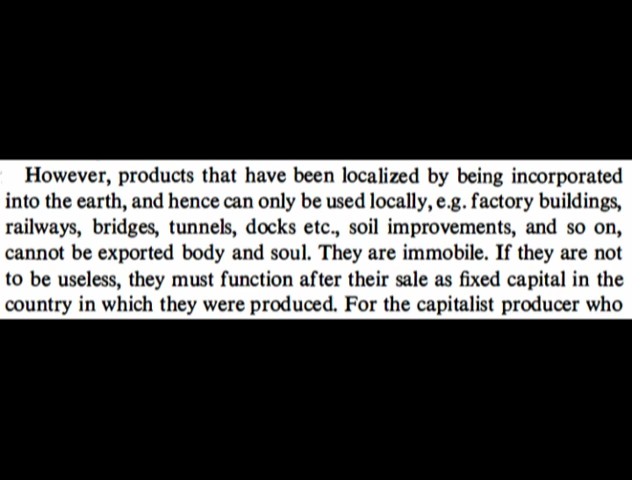 However, products that have been localized by being incorporated
into the earth, and hence can only be used locally, e.g. factory buildings,
railways, bridges, tunnels, docks etc., soil improvements, and so on,
cannot be exported body and soul. They are immobile. If they are not
to be useless, they must function after their sale as fixed capital in the
country in which they were produced. For the capitalist producer who